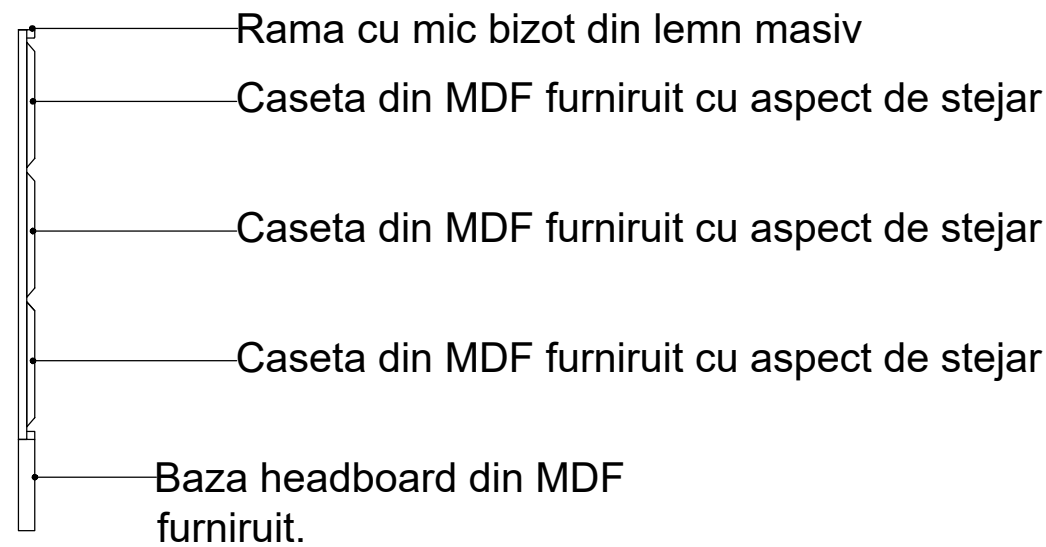 Rama cu mic bizot din lemn masiv
Caseta din MDF furniruit cu aspect de stejar
Caseta din MDF furniruit cu aspect de stejar
Caseta din MDF furniruit cu aspect de stejar
Baza headboard din MDF
furniruit.